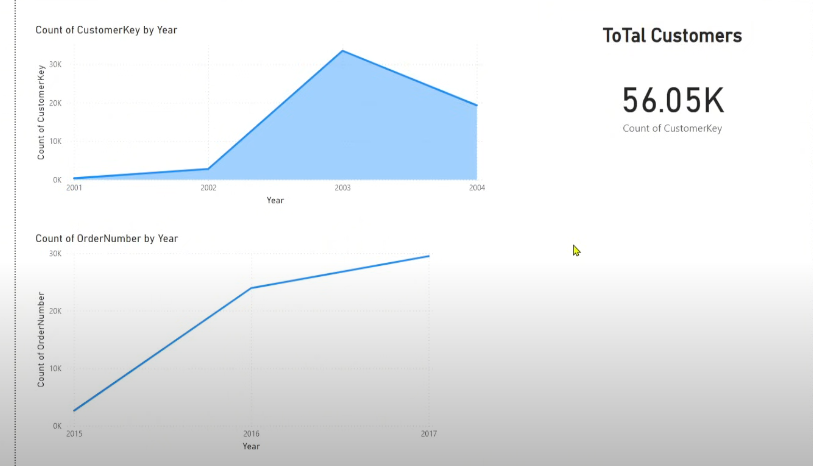 Count of CustomerKey by Year
Count of CustomerKey
30K
20K
10K
0K
2001
2002
2003
2004
Year
ToTal Customers
56.05K
Count of CustomerKey
Count of OrderNumber by Year
Count of OrderNumber
30K
20K
10K
0K
2015
2016
2017
Year